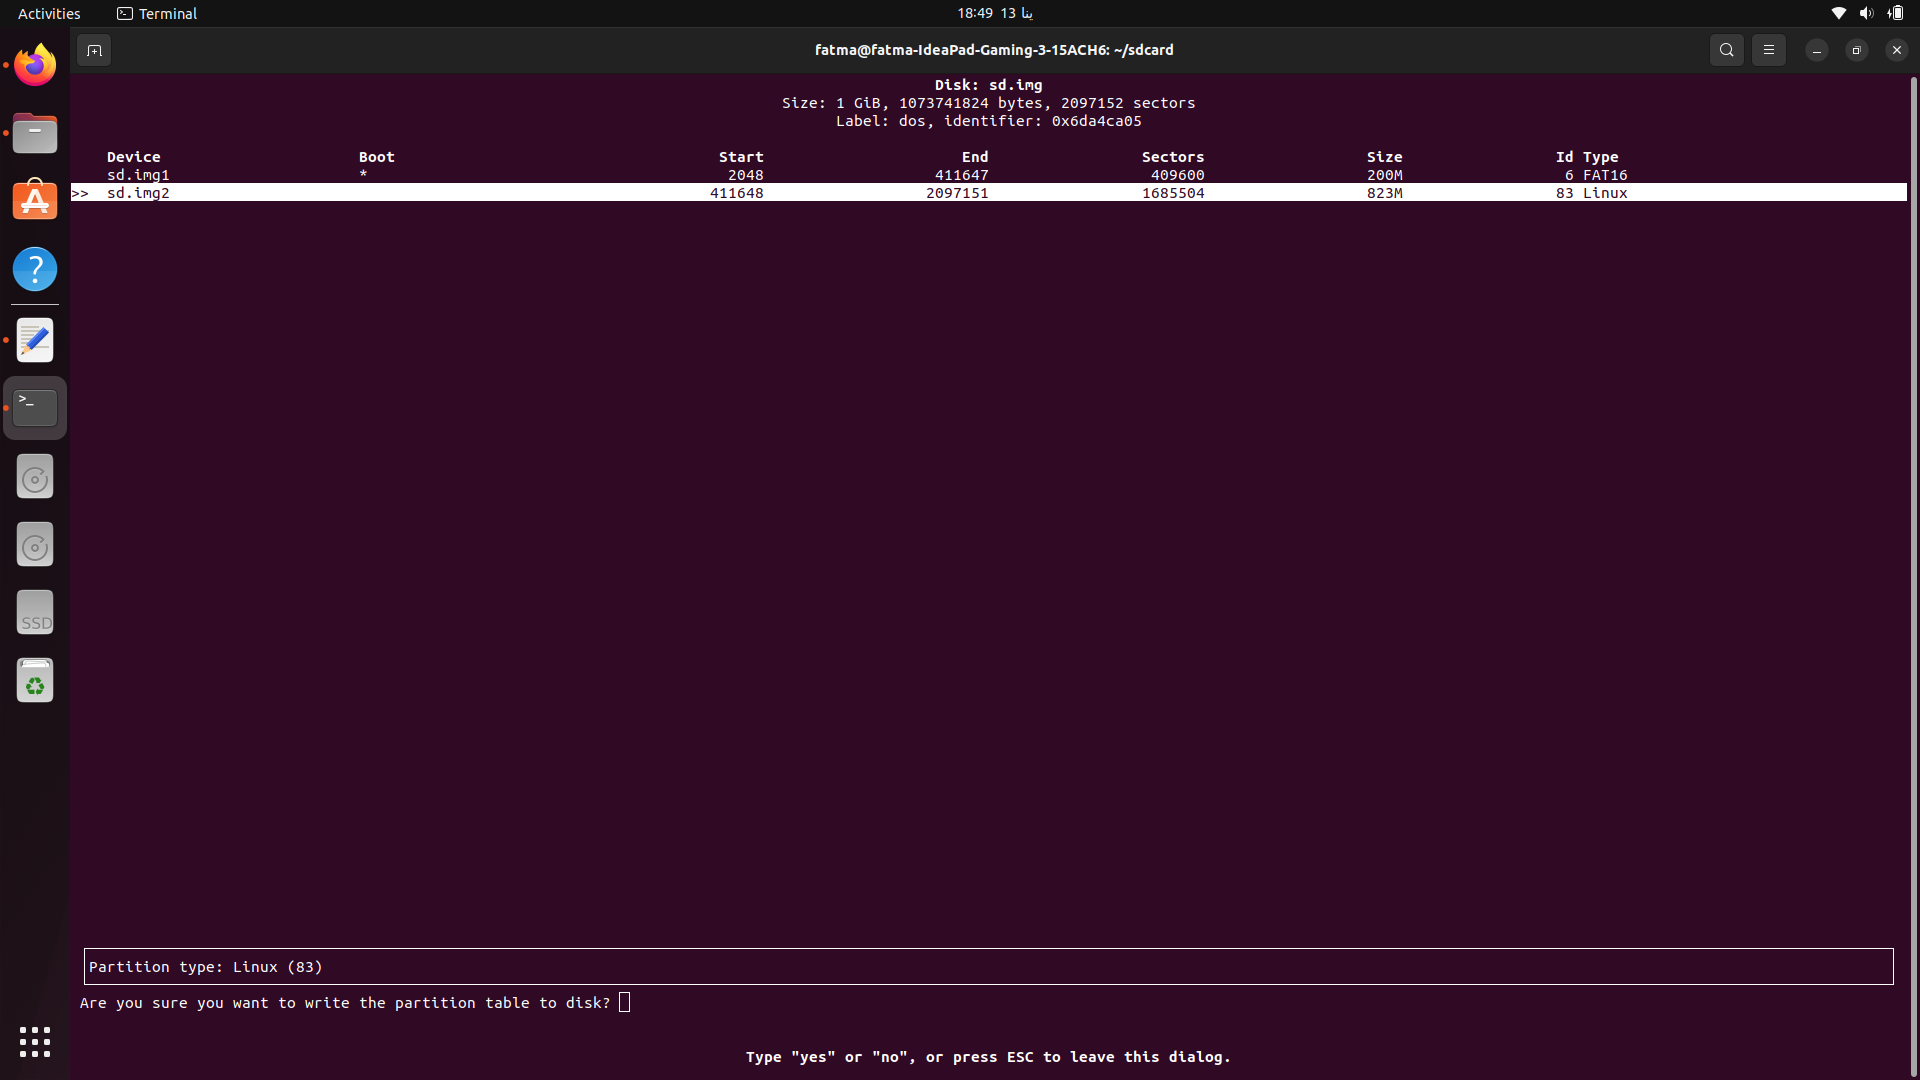 Activities
Terminal
18:49 13 ينا
fatma@fatma-IdeaPad-Gaming-3-15ACH6: ~/sdcard
Disk: sd.img
Size: 1 GiB, 1073741824 bytes, 2097152 sectors
Label: dos, identifier: 0x6da4ca05
Device Boot Start End Sectors Size Id Type
sd.img1 * 2048 411647 409600 200M 6 FAT16
>> sd.img2 411648 2097151 1685504 823M 83 Linux
>_
SSD
Partition type: Linux (83)
Are you sure you want to write the partition table to disk?
Type "yes" or "no", or press ESC to leave this dialog.